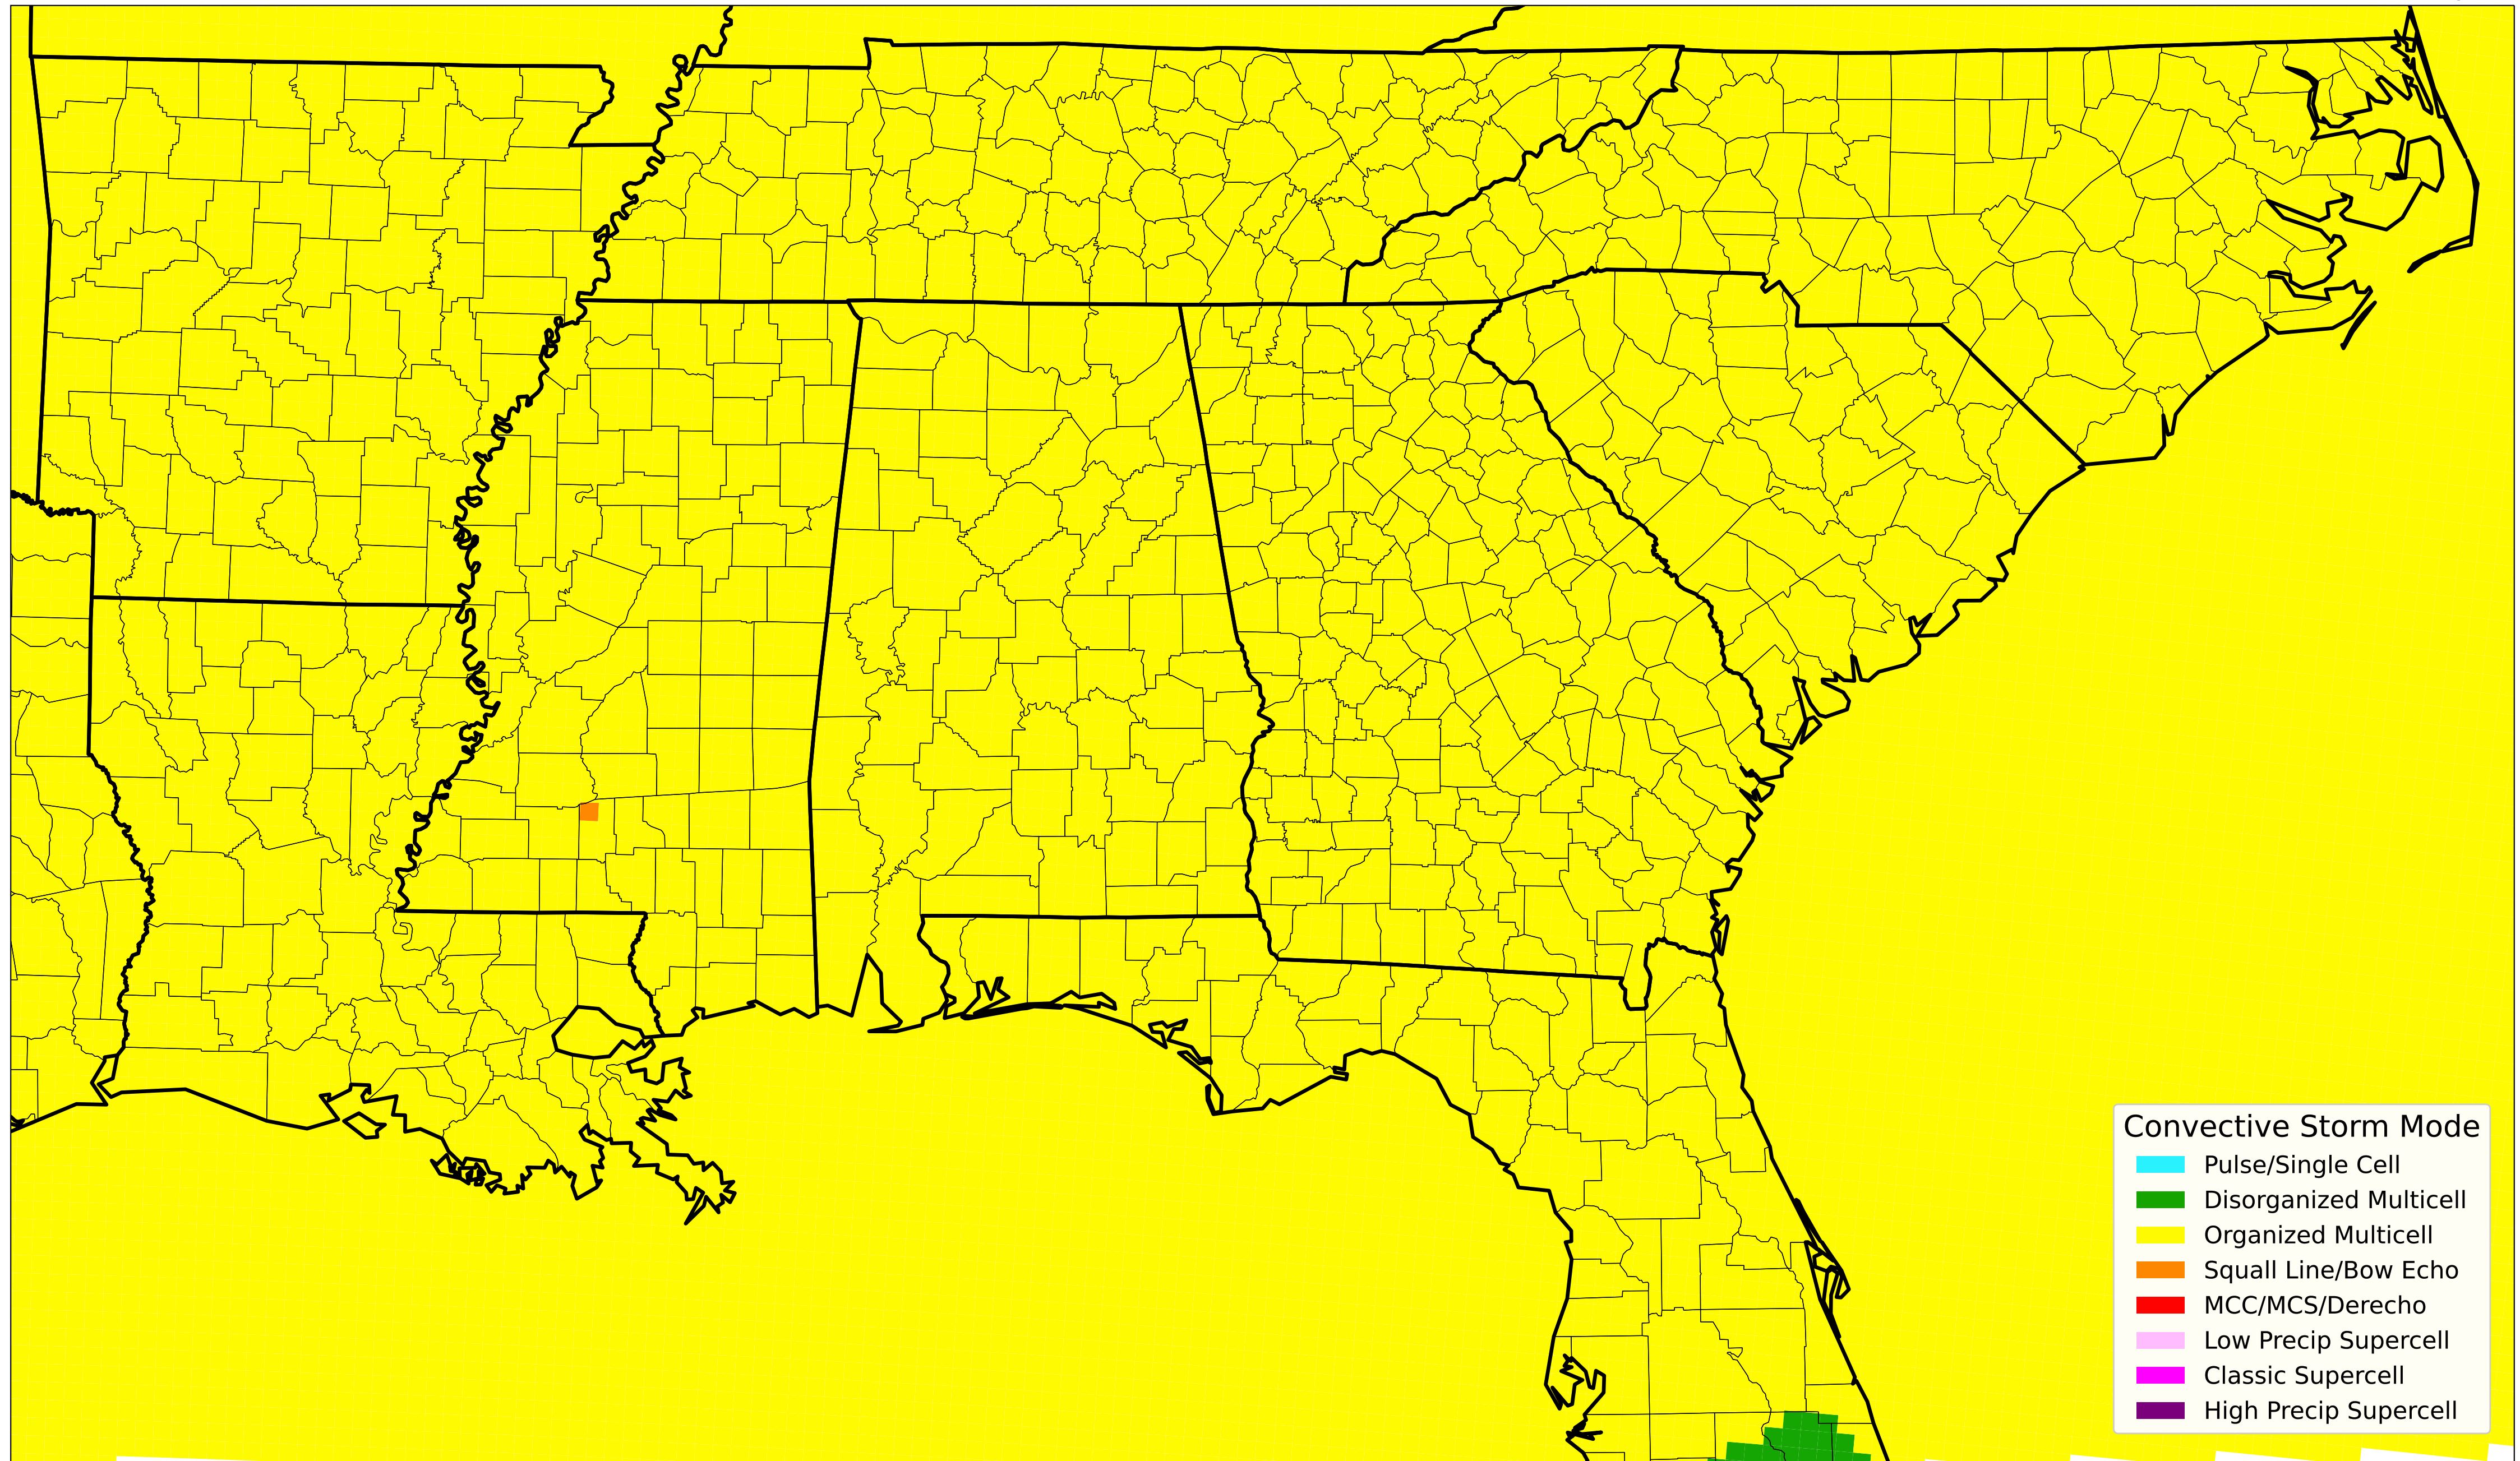 Convective Storm Mode
Pulse/Single Cell
Disorganized Multicell
Organized Multicell
Squall Line/Bow Echo
MCC/MCS/Derecho
Low Precip Supercell
Classic Supercell
High Precip Supercell